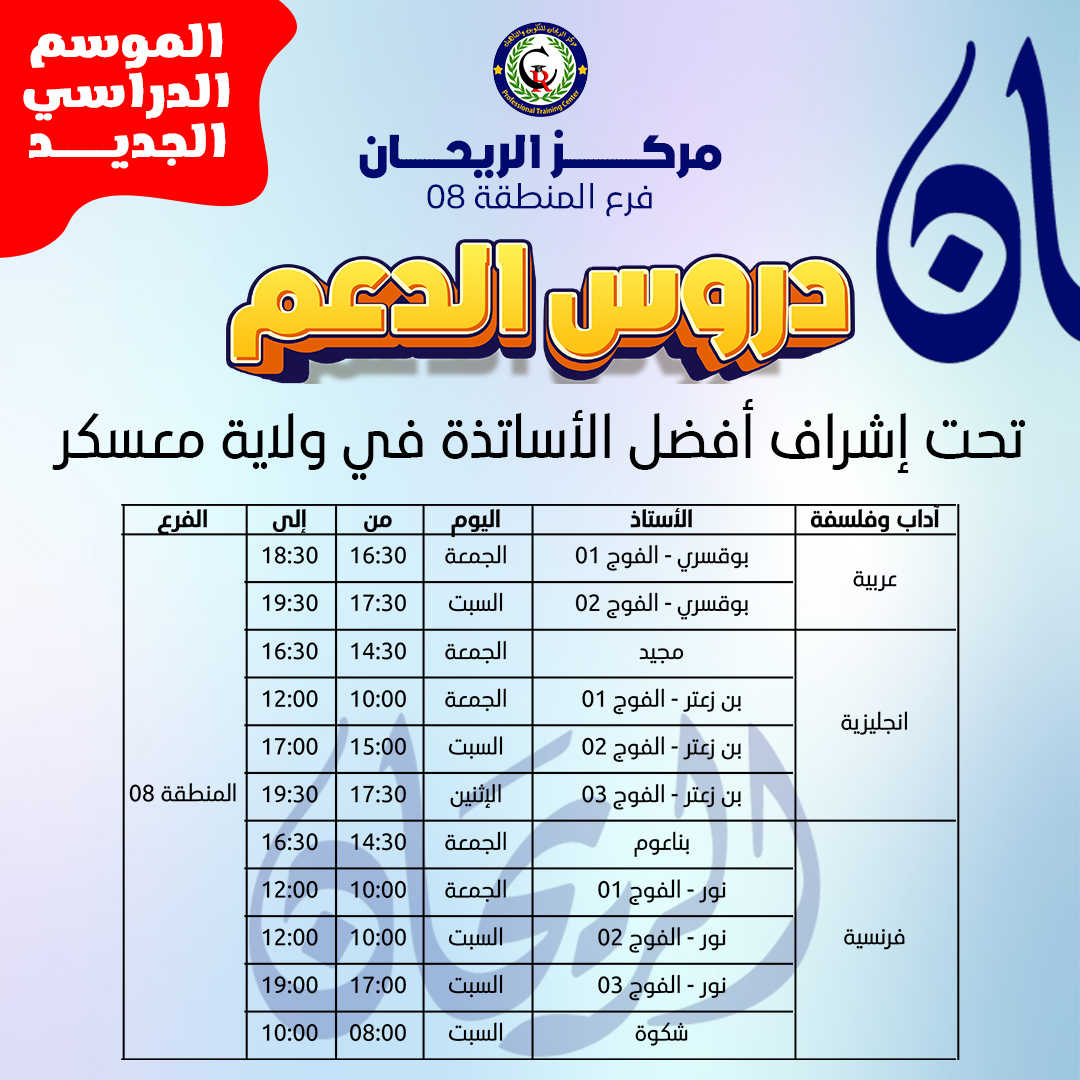 الموسم
الدراسي
الجديد
مركز الريحان للتكوين والتأهيل
CR
Professional Training Center
مركز الريحان
فرع المنطقة 08
دروس الدعم
تحت إشراف أفضل الأساتذة في ولاية معسكر
آداب وفلسفة الأستاذ اليوم من إلى الفرع
عربية بوقسري - الفوج 01 الجمعة 16:30 18:30
بوقسري - الفوج 02 السبت 17:30 19:30
انجليزية مجيد الجمعة 14:30 16:30
بن زعتر - الفوج 01 الجمعة 10:00 12:00
بن زعتر - الفوج 02 السبت 15:00 17:00
بن زعتر - الفوج 03 الإثنين 17:30 19:30 المنطقة 08
فرنسية بناعوم الجمعة 14:30 16:30
نور - الفوج 01 الجمعة 10:00 12:00
نور - الفوج 02 السبت 10:00 12:00
نور - الفوج 03 السبت 17:00 19:00
شكوة السبت 08:00 10:00
الريحان